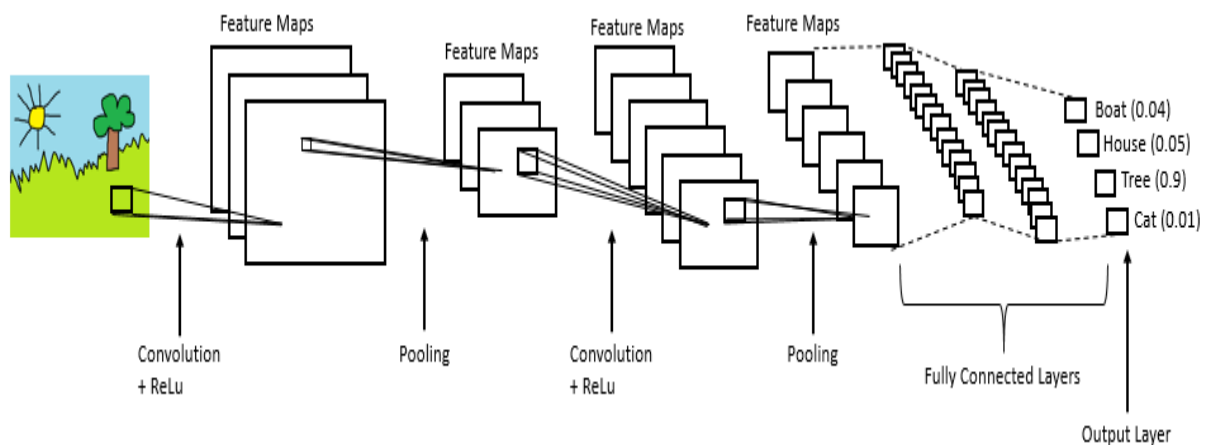 Feature Maps
Feature Maps
Feature Maps
Feature Maps
Boat (0.04)
House (0.05)
Tree (0.9)
Cat (0.01)
Convolution
+ ReLu
Pooling
Convolution
+ ReLu
Pooling
Fully Connected Layers
Output Layer